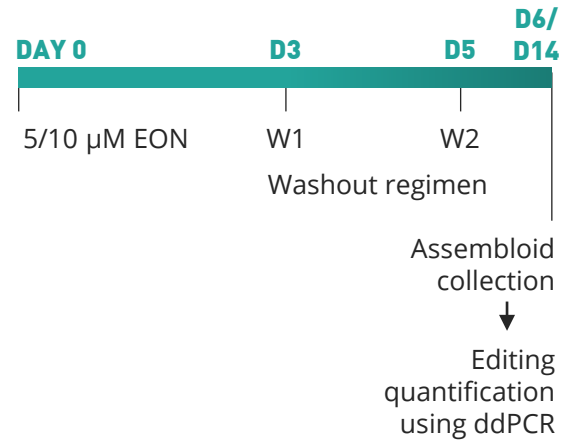 D6/
DAY 0 D3 D5 D14
5/10 µM EON W1 W2
Washout regimen
Assembloid
collection
Editing
quantification
using ddPCR